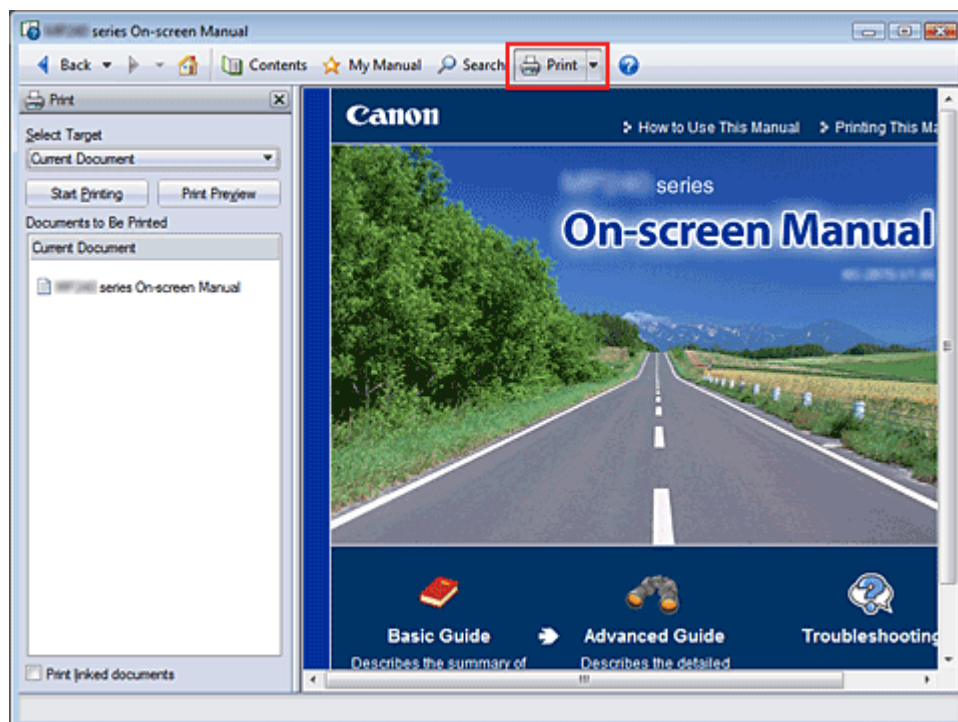 series On-screen Manual
Back Contents My Manual Search Print
Print
Select Target
Current Document
Start Printing Print Preview
Documents to Be Printed
Current Document
series On-screen Manual
Print linked documents
Canon
How to Use This Manual Printing This Ma
series
On-screen Manual
Basic Guide Advanced Guide Troubleshooting
Describes the summary of Describes the detailed